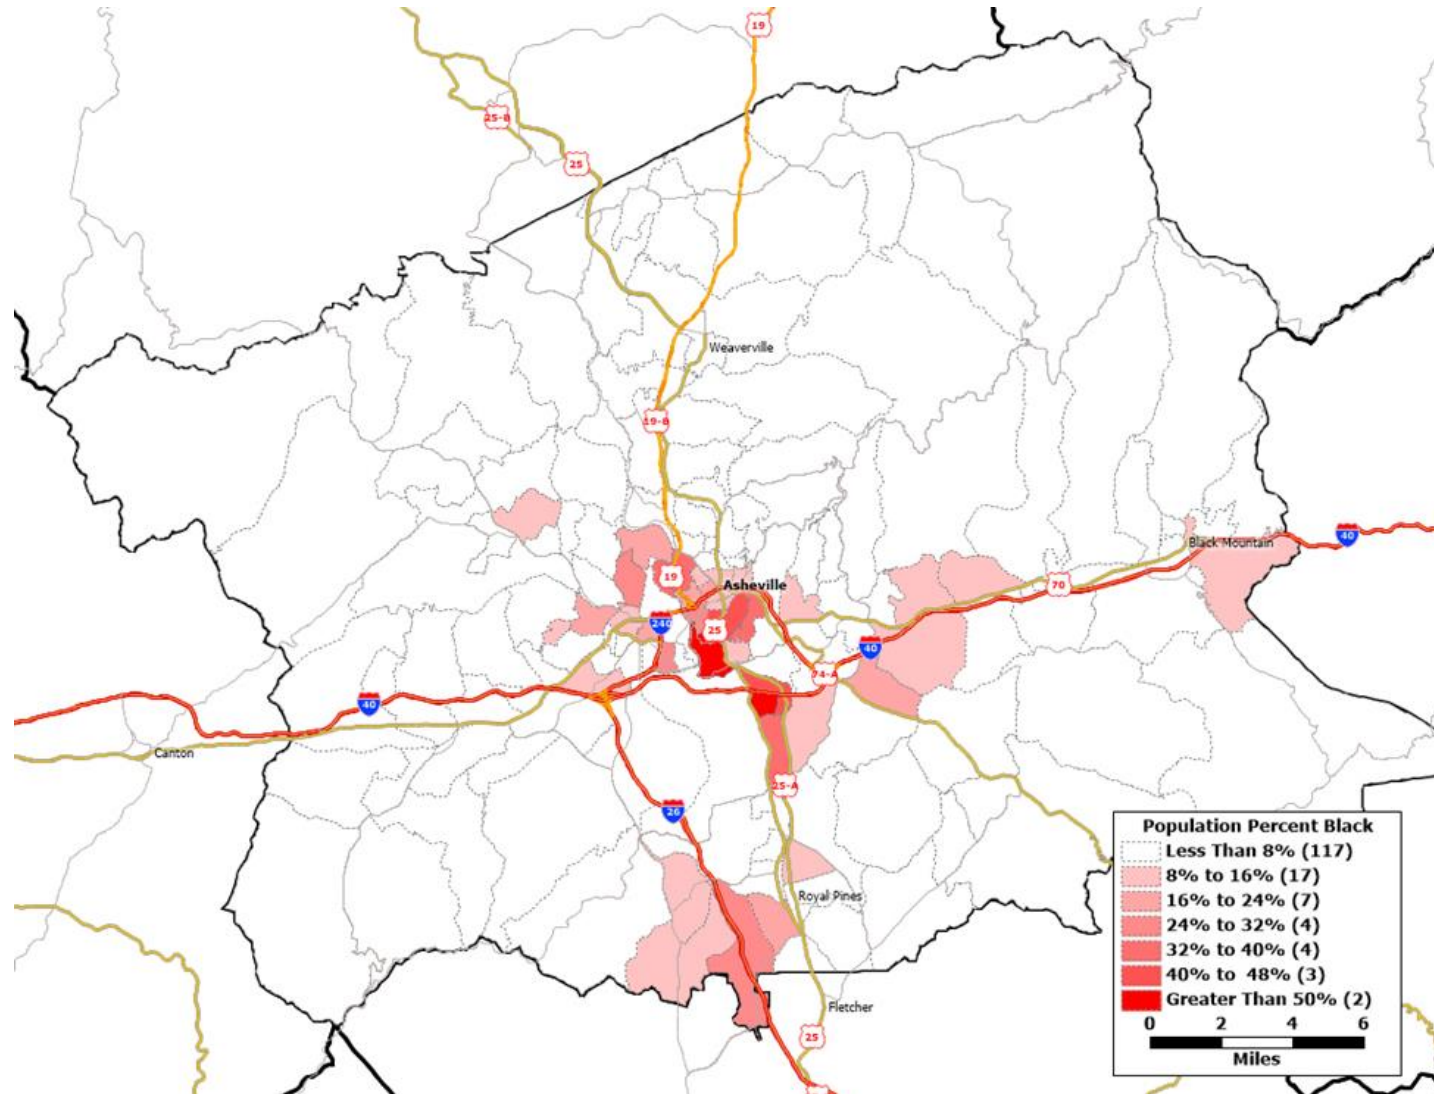 19
25-B
25
Weaverville
19-B
Black Mountain
40
19
Asheville
70
240
25
40
74-A
40
Canton
25-A
26
Royal Pines
Fletcher
25
Population Percent Black
Less Than 8% (117)
8% to 16% (17)
16% to 24% (7)
24% to 32% (4)
32% to 40% (4)
40% to 48% (3)
Greater Than 50% (2)
0 2 4 6
Miles